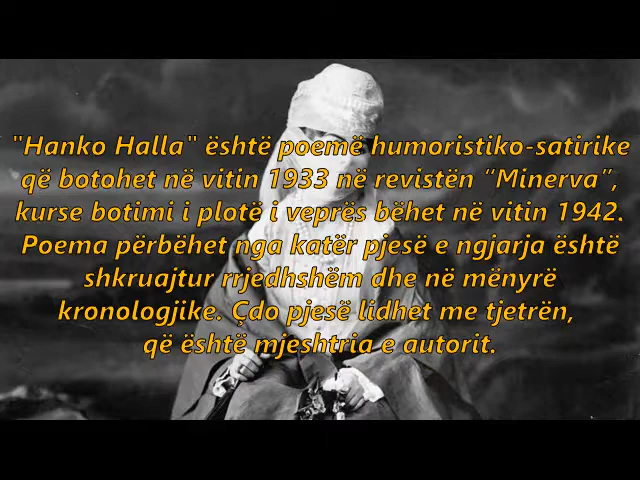 "Hanko Halla" është poemë humoristiko-satirike
që botohet në vitin 1933 në revistën “Minerva”,
kurse botimi i plotë i veprës bëhet në vitin 1942.
Poema përbëhet nga katër pjesë e ngjarja është
shkruajtur rrjedhshëm dhe në mënyrë
kronologjike. Çdo pjesë lidhet me tjetrën,
që është mjeshtria e autorit.